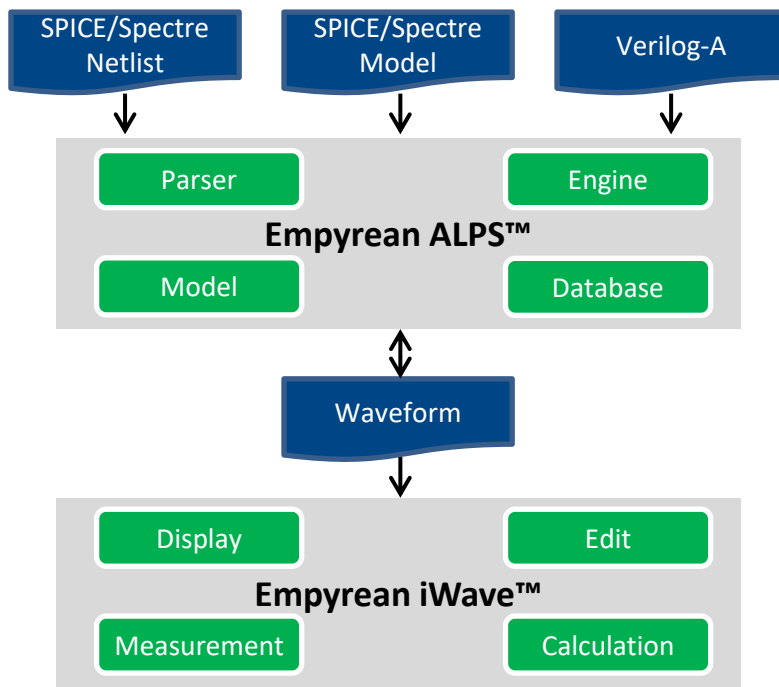 SPICE/Spectre
Netlist
SPICE/Spectre
Model
Verilog-A
Parser
Engine
Empyrean ALPS™
Model
Database
Waveform
Display
Edit
Empyrean iWave™
Measurement
Calculation